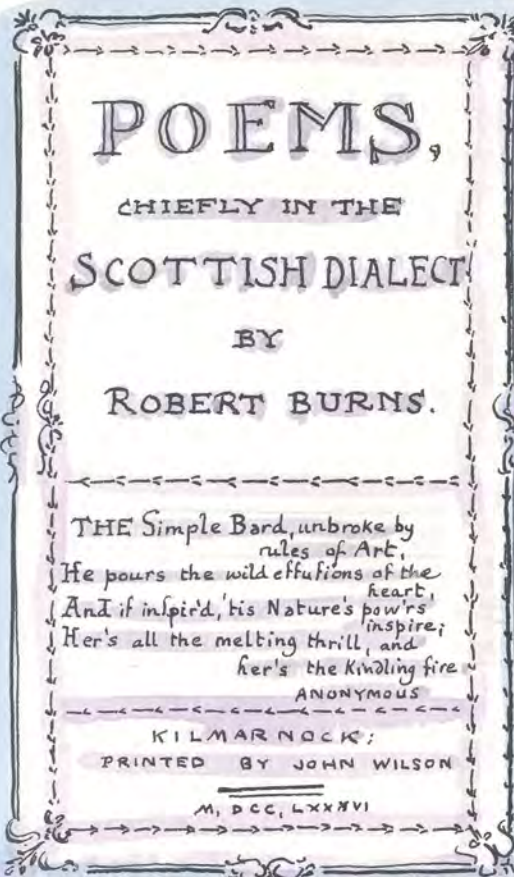 POEMS,
CHIEFLY IN THE
SCOTTISH DIALECT
BY
ROBERT BURNS.
THE Simple Bard, unbroke by
rules of Art,
He pours the wild effuſions of the
heart,
And if inſpir'd, 'tis Nature's pow'rs
inspire;
Her's all the melting thrill, and
her's the Kindling fire
ANONYMOUS
KILMARNOCK:
PRINTED BY JOHN WILSON
M, DCC, LXXXVI